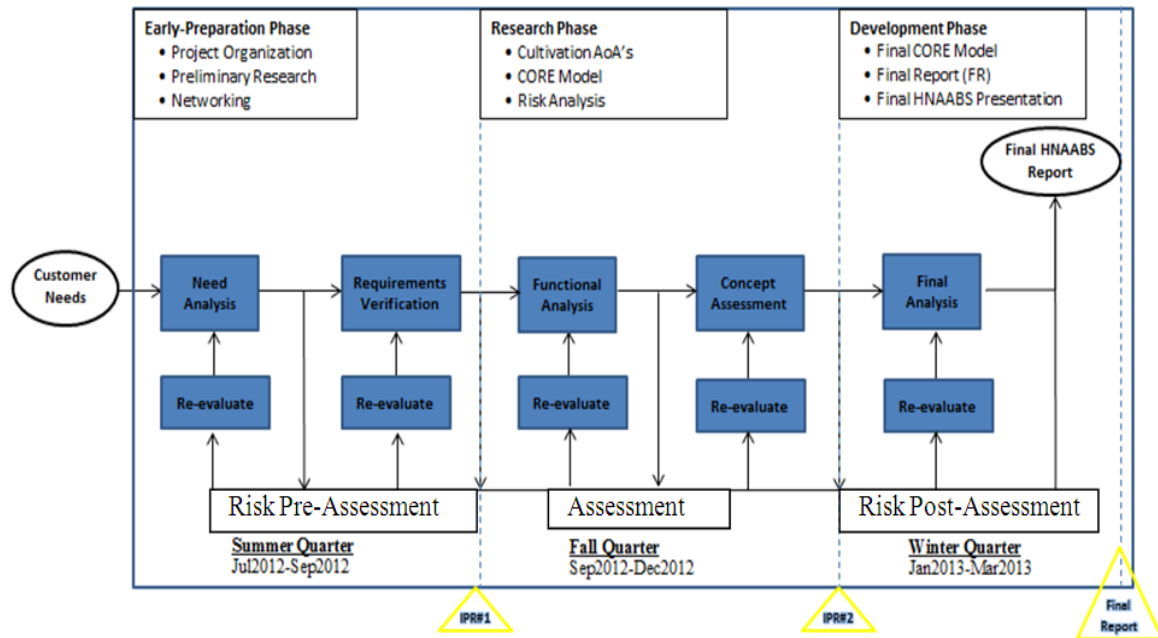 Early-Preparation Phase
• Project Organization
• Preliminary Research
• Networking
Research Phase
• Cultivation AoA's
• CORE Model
• Risk Analysis
Development Phase
• Final CORE Model
• Final Report (FR)
• Final HNAABS Presentation
Final HNAABS
Report
Customer
Needs
Need
Analysis
Requirements
Verification
Functional
Analysis
Concept
Assessment
Final
Analysis
Re-evaluate
Re-evaluate
Re-evaluate
Re-evaluate
Re-evaluate
Risk Pre-Assessment
Assessment
Risk Post-Assessment
Summer Quarter
Jul2012-Sep2012
Fall Quarter
Sep2012-Dec2012
Winter Quarter
Jan2013-Mar2013
IPR#1
IPR#2
Final
Report